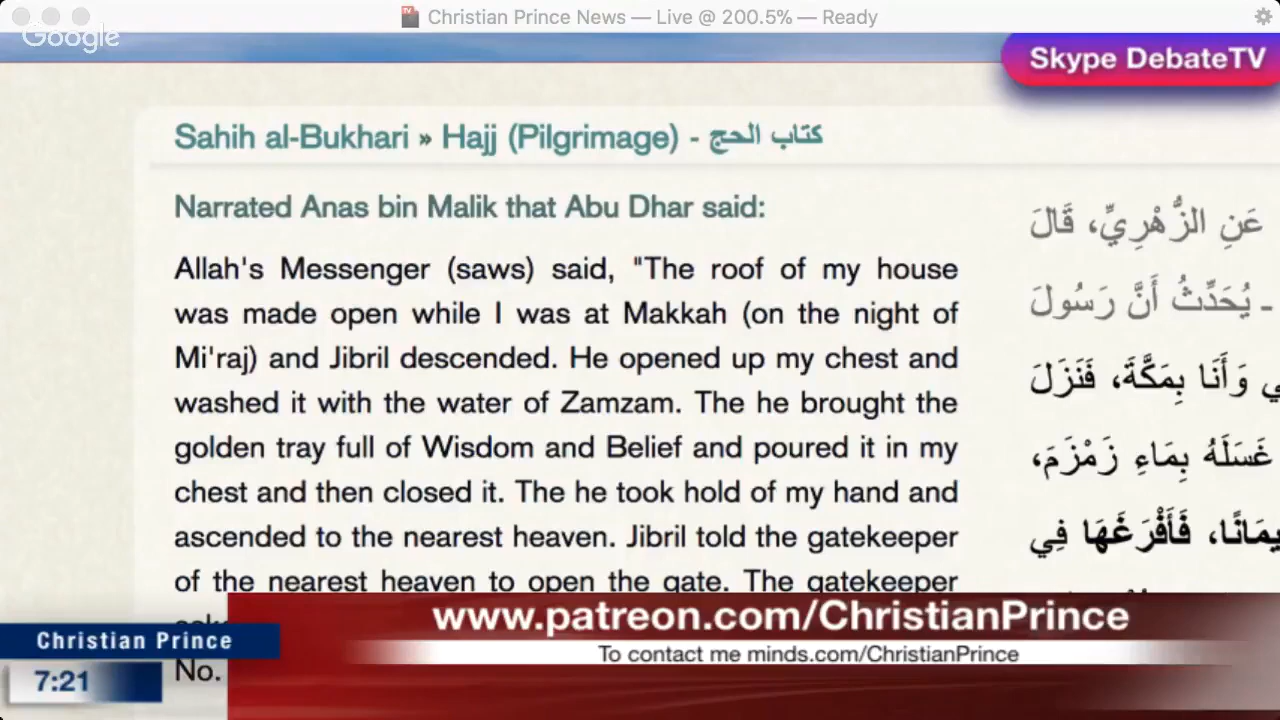 Christian Prince News — Live @ 200.5% — Ready
Google
Skype DebateTV
Sahih al-Bukhari » Hajj (Pilgrimage) - كتاب الحج
Narrated Anas bin Malik that Abu Dhar said:
Allah's Messenger (saws) said, "The roof of my house
was made open while I was at Makkah (on the night of
Mi'raj) and Jibril descended. He opened up my chest and
washed it with the water of Zamzam. The he brought the
golden tray full of Wisdom and Belief and poured it in my
chest and then closed it. The he took hold of my hand and
ascended to the nearest heaven. Jibril told the gatekeeper
of the nearest heaven to open the gate. The gatekeeper
No.
عَنِ الزُّهْرِيِّ، قَالَ
ـ يُحَدِّثُ أَنَّ رَسُولَ
وَأَنَا بِمَكَّةَ، فَنَزَلَ
غَسَلَهُ بِمَاءِ زَمْزَمَ،
فَأَفْرَغَهَا فِي
www.patreon.com/ChristianPrince
To contact me minds.com/ChristianPrince
Christian Prince
7:21